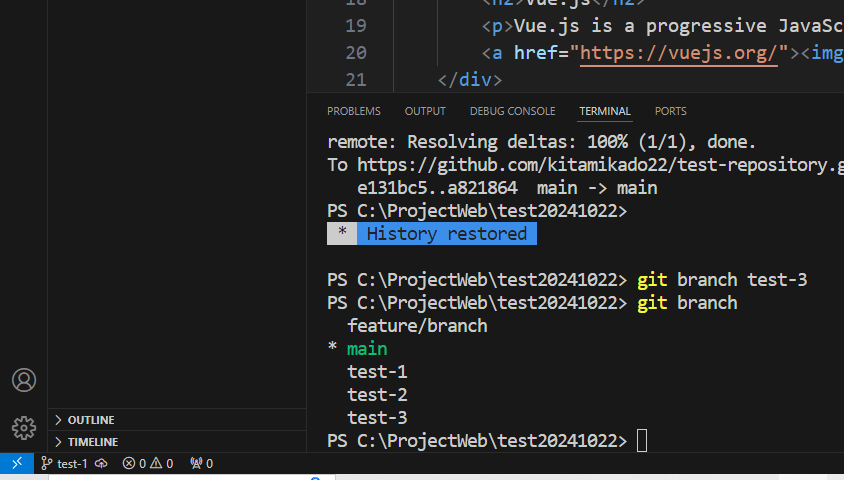 18 <h2>Vue.js</h2>
19 <p>Vue.js is a progressive JavaSc
20 <a href="https://vuejs.org/"><img
21 </div>
PROBLEMS OUTPUT DEBUG CONSOLE TERMINAL PORTS
remote: Resolving deltas: 100% (1/1), done.
To https://github.com/kitamikado22/test-repository.g
e131bc5..a821864 main -> main
PS C:\ProjectWeb\test20241022>
* History restored
PS C:\ProjectWeb\test20241022> git branch test-3
PS C:\ProjectWeb\test20241022> git branch
feature/branch
* main
test-1
test-2
test-3
PS C:\ProjectWeb\test20241022>
OUTLINE
TIMELINE
test-1 0 0 0